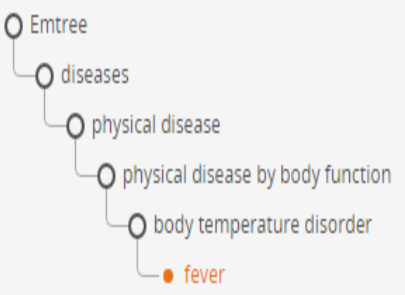 Emtree
diseases
physical disease
physical disease by body function
body temperature disorder
fever